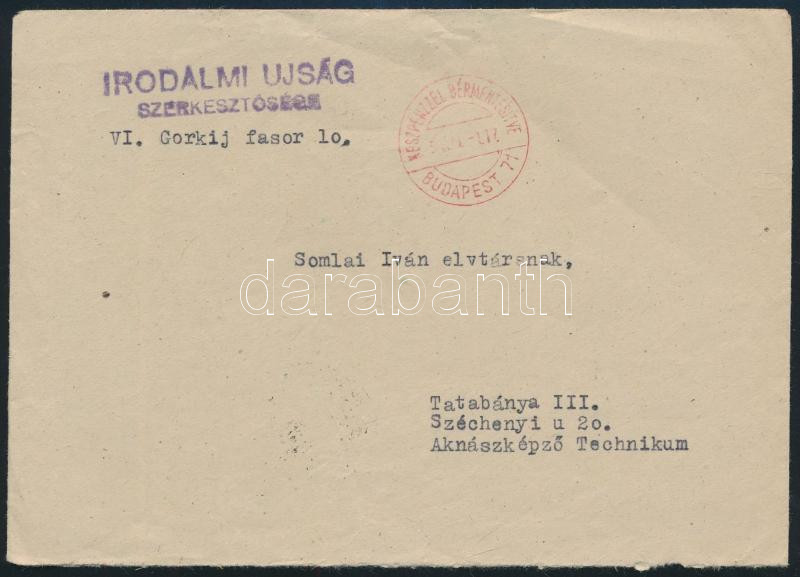 IRODALMI UJSÁG
SZERKESZTŐSÉGE
VI. Gorkij fasor lo.
KÉSZPÉNZZEL BÉRMENTESÍTVE
BUDAPEST 71
Somlai Iván elvtársnak,
darabanth
Tatabánya III.
Széchenyi u 2o.
Aknászképző Technikum